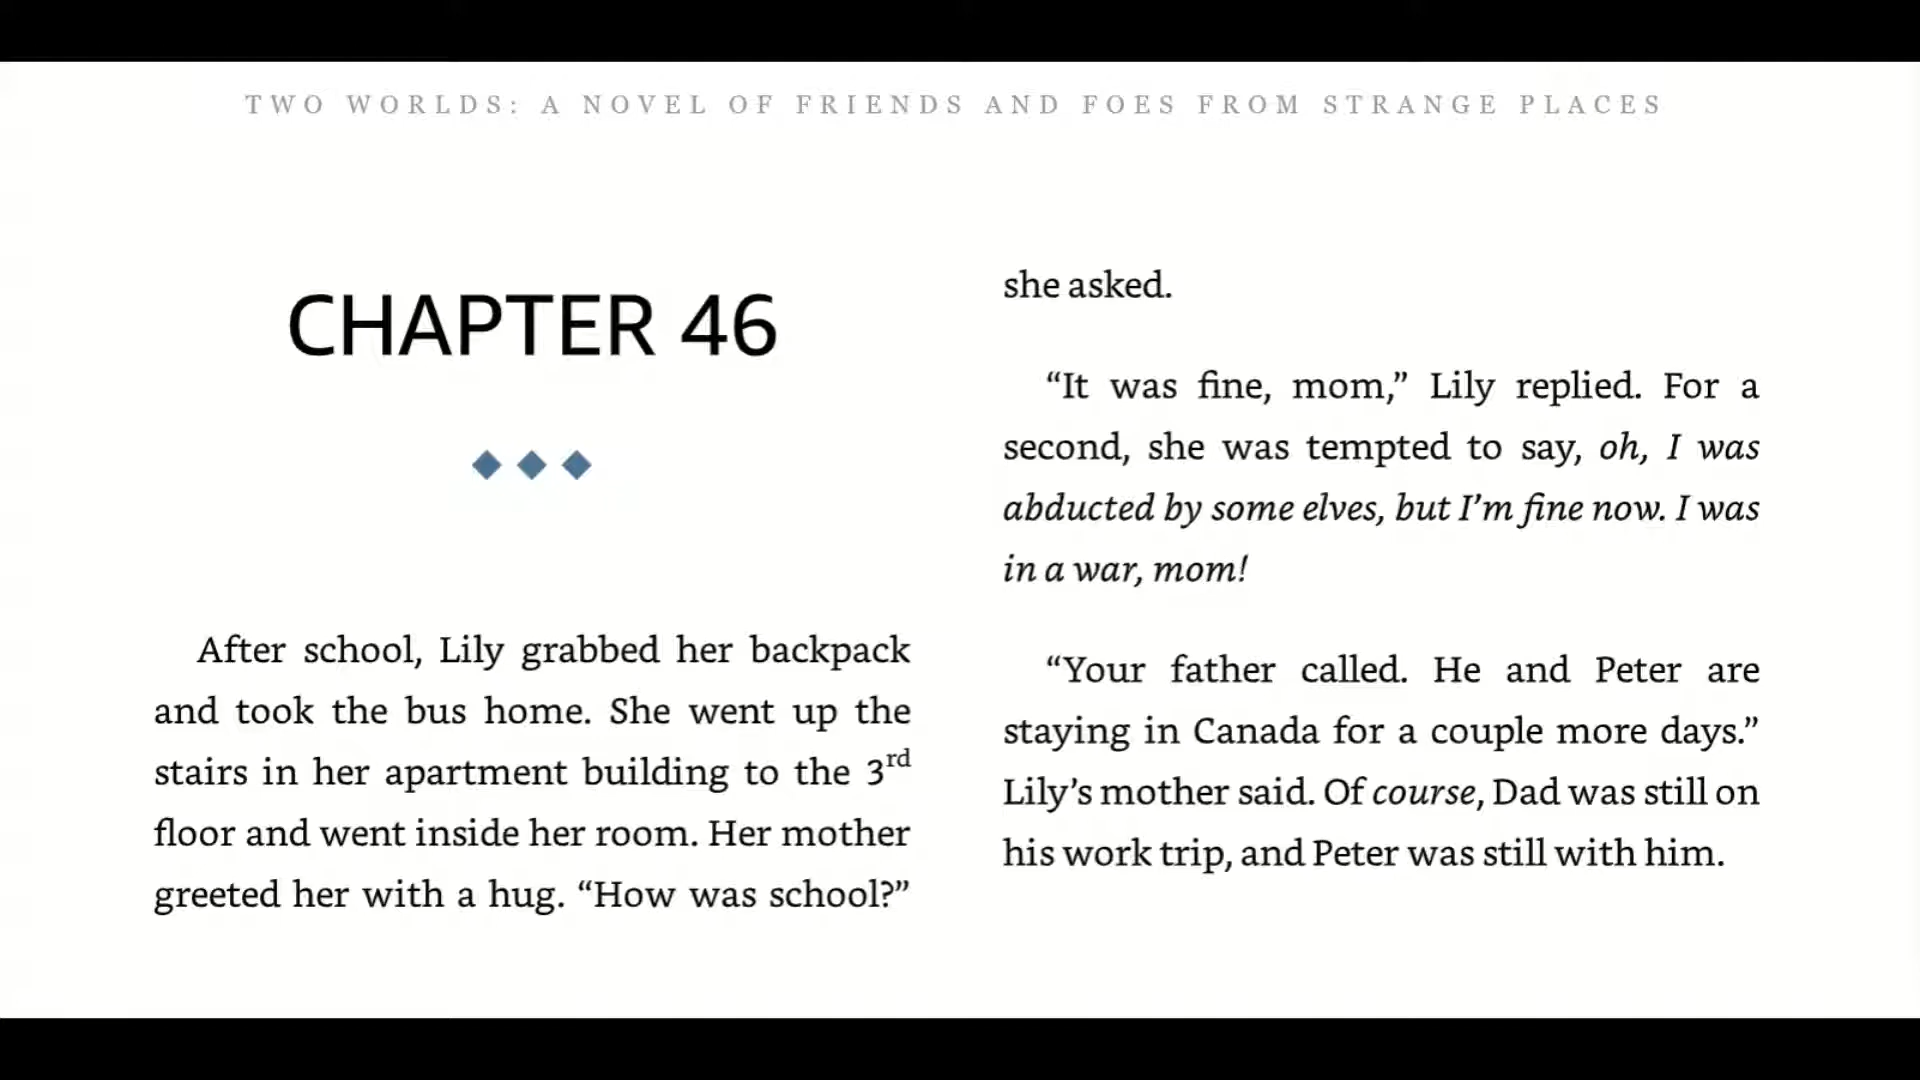 TWO WORLDS: A NOVEL OF FRIENDS AND FOES FROM STRANGE PLACES
CHAPTER 46
After school, Lily grabbed her backpack
and took the bus home. She went up the
stairs in her apartment building to the 3rd
floor and went inside her room. Her mother
greeted her with a hug. “How was school?”
she asked.
“It was fine, mom,” Lily replied. For a
second, she was tempted to say, oh, I was
abducted by some elves, but I’m fine now. I was
in a war, mom!
“Your father called. He and Peter are
staying in Canada for a couple more days.”
Lily’s mother said. Of course, Dad was still on
his work trip, and Peter was still with him.